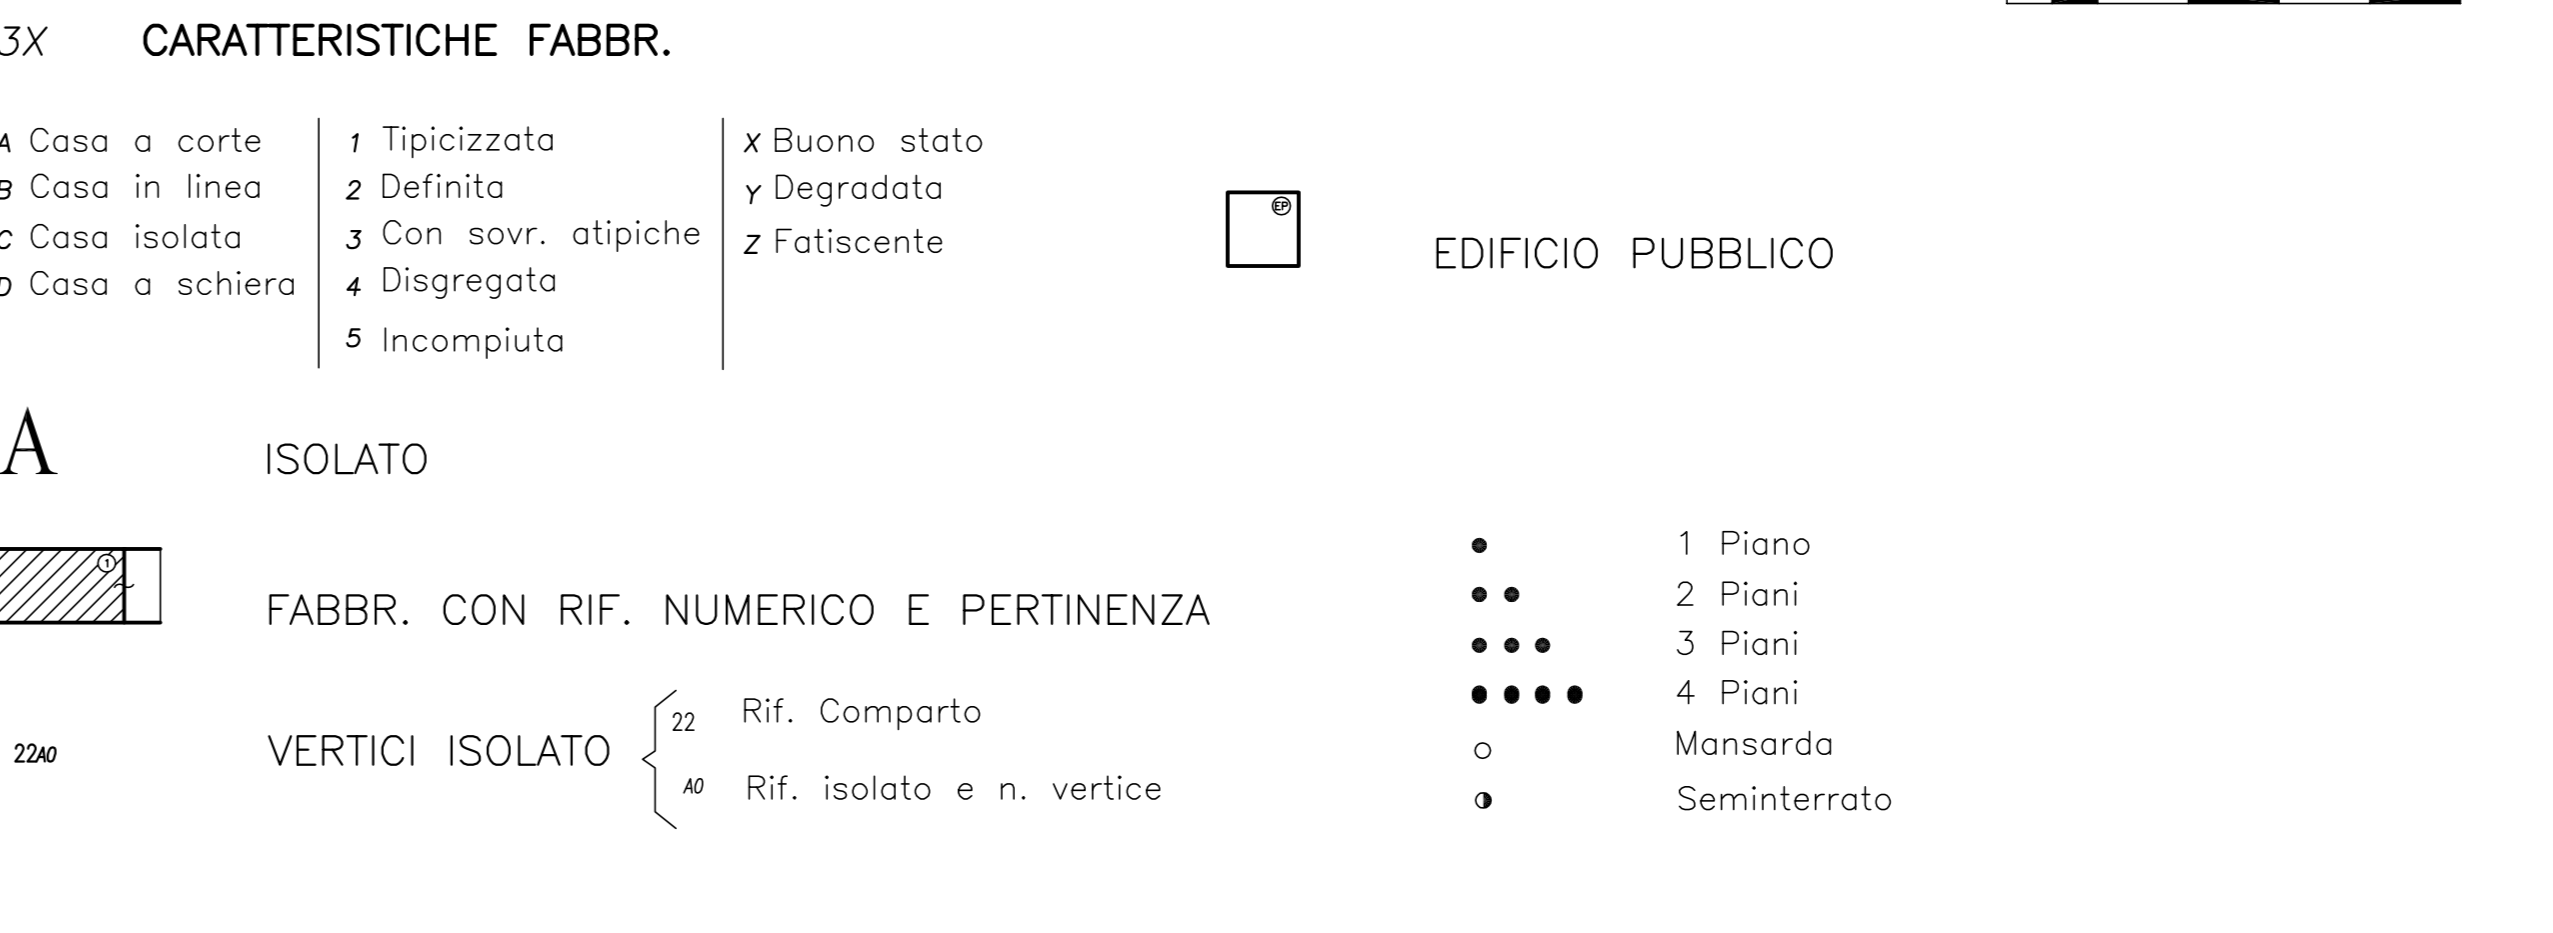 3X CARATTERISTICHE FABBR.
A Casa a corte
B Casa in linea
C Casa isolata
D Casa a schiera
1 Tipicizzata
2 Definita
3 Con sovr. atipiche
4 Disgregata
5 Incompiuta
X Buono stato
Y Degradata
Z Fatiscente
EP
EDIFICIO PUBBLICO
A ISOLATO
1
FABBR. CON RIF. NUMERICO E PERTINENZA
22A0 VERTICI ISOLATO
22 Rif. Comparto
A0 Rif. isolato e n. vertice
1 Piano
2 Piani
3 Piani
4 Piani
Mansarda
Seminterrato